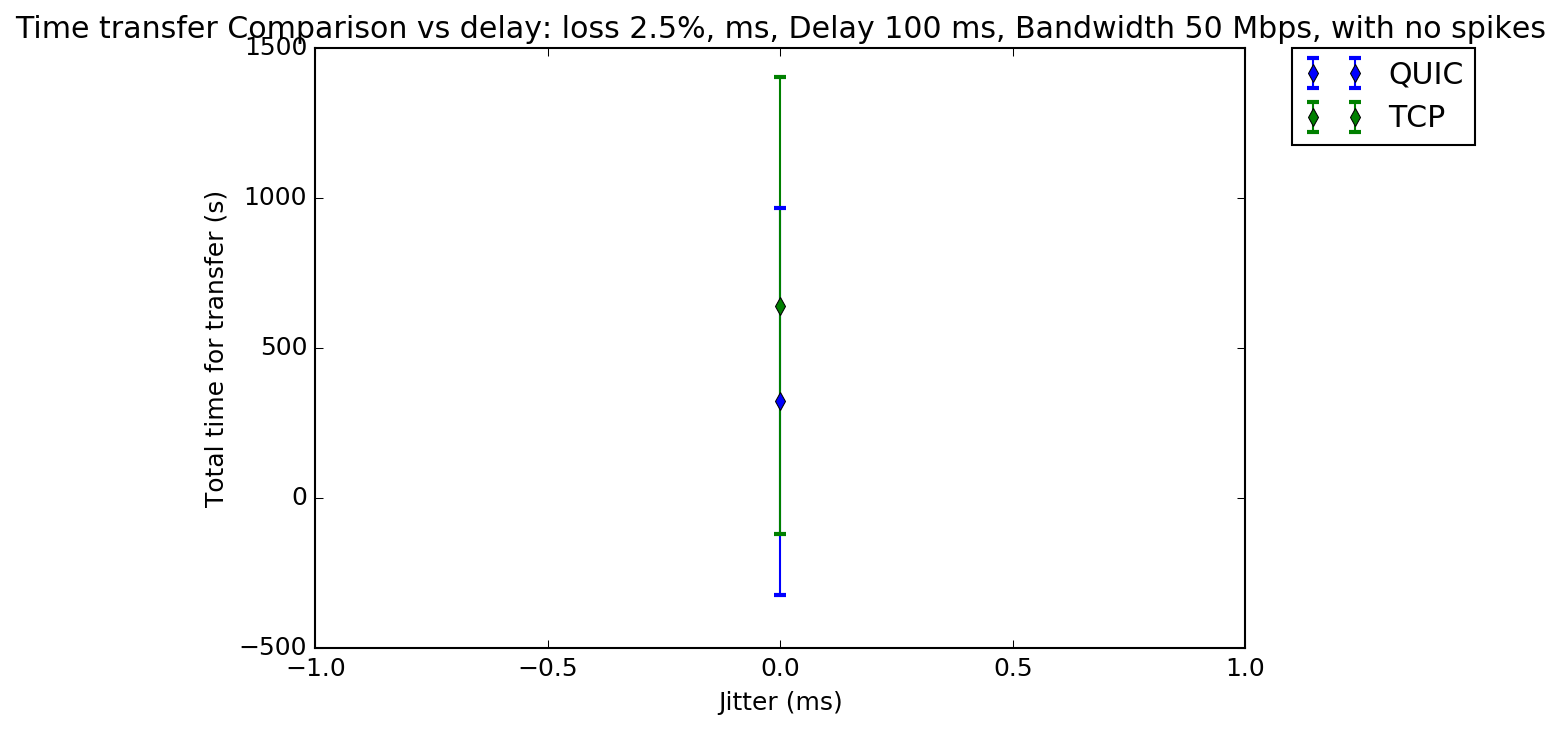 Time transfer Comparison vs delay: loss 2.5%, ms, Delay 100 ms, Bandwidth 50 Mbps, with no spikes
QUIC
TCP
Total time for transfer (s)
1500
1000
500
0
−500
−1.0 −0.5 0.0 0.5 1.0
Jitter (ms)